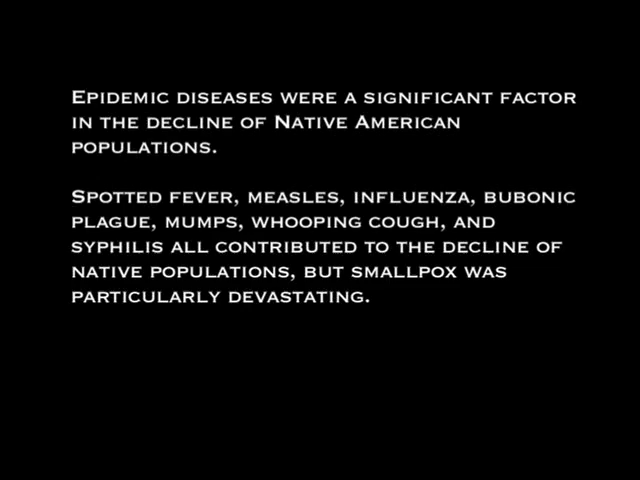 Epidemic diseases were a significant factor
in the decline of Native American
populations.
Spotted fever, measles, influenza, bubonic
plague, mumps, whooping cough, and
syphilis all contributed to the decline of
native populations, but smallpox was
particularly devastating.